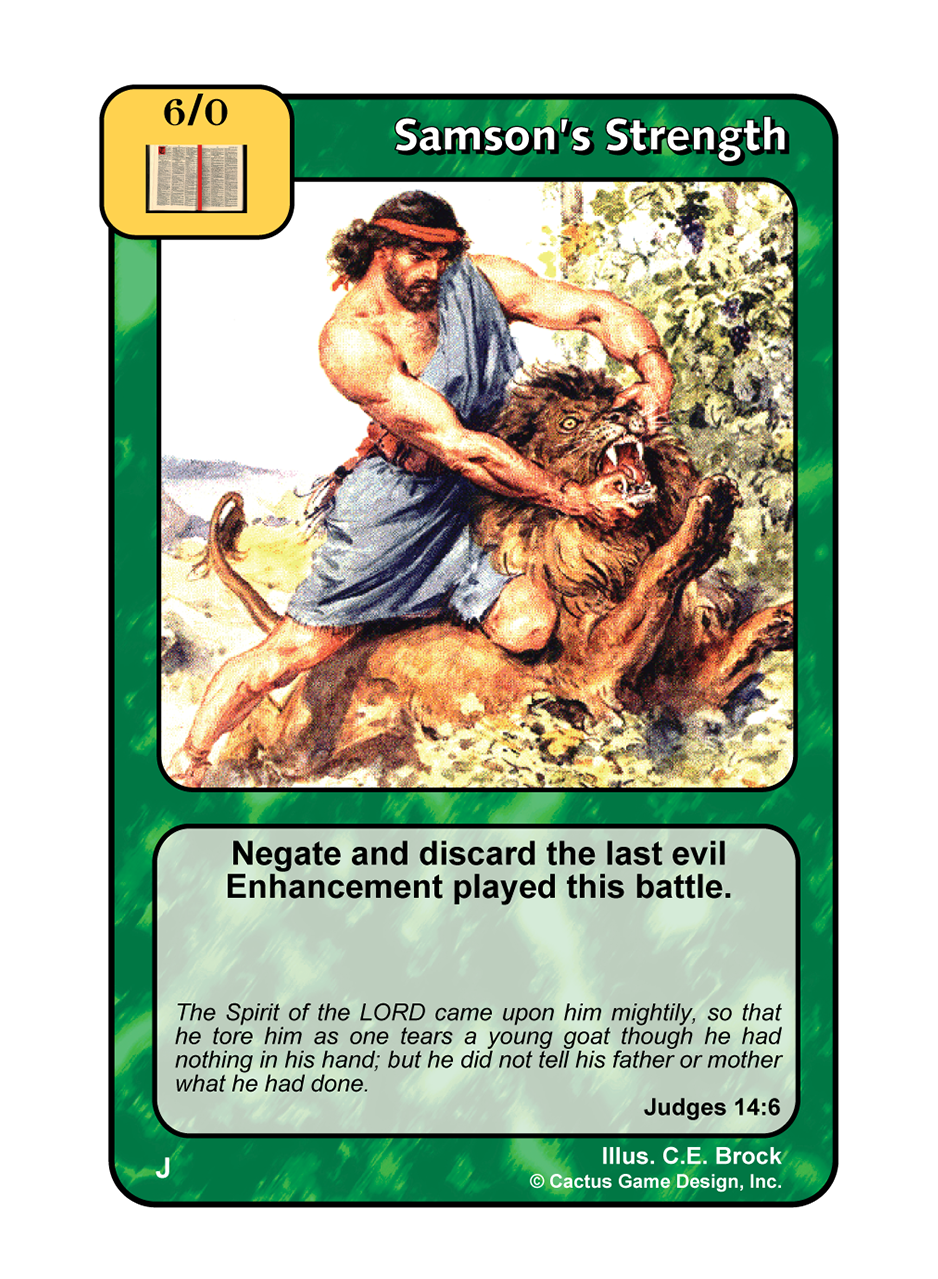 6/0
Samson's Strength
Negate and discard the last evil
Enhancement played this battle.
The Spirit of the LORD came upon him mightily, so that
he tore him as one tears a young goat though he had
nothing in his hand; but he did not tell his father or mother
what he had done.
Judges 14:6
J
Illus. C.E. Brock
© Cactus Game Design, Inc.